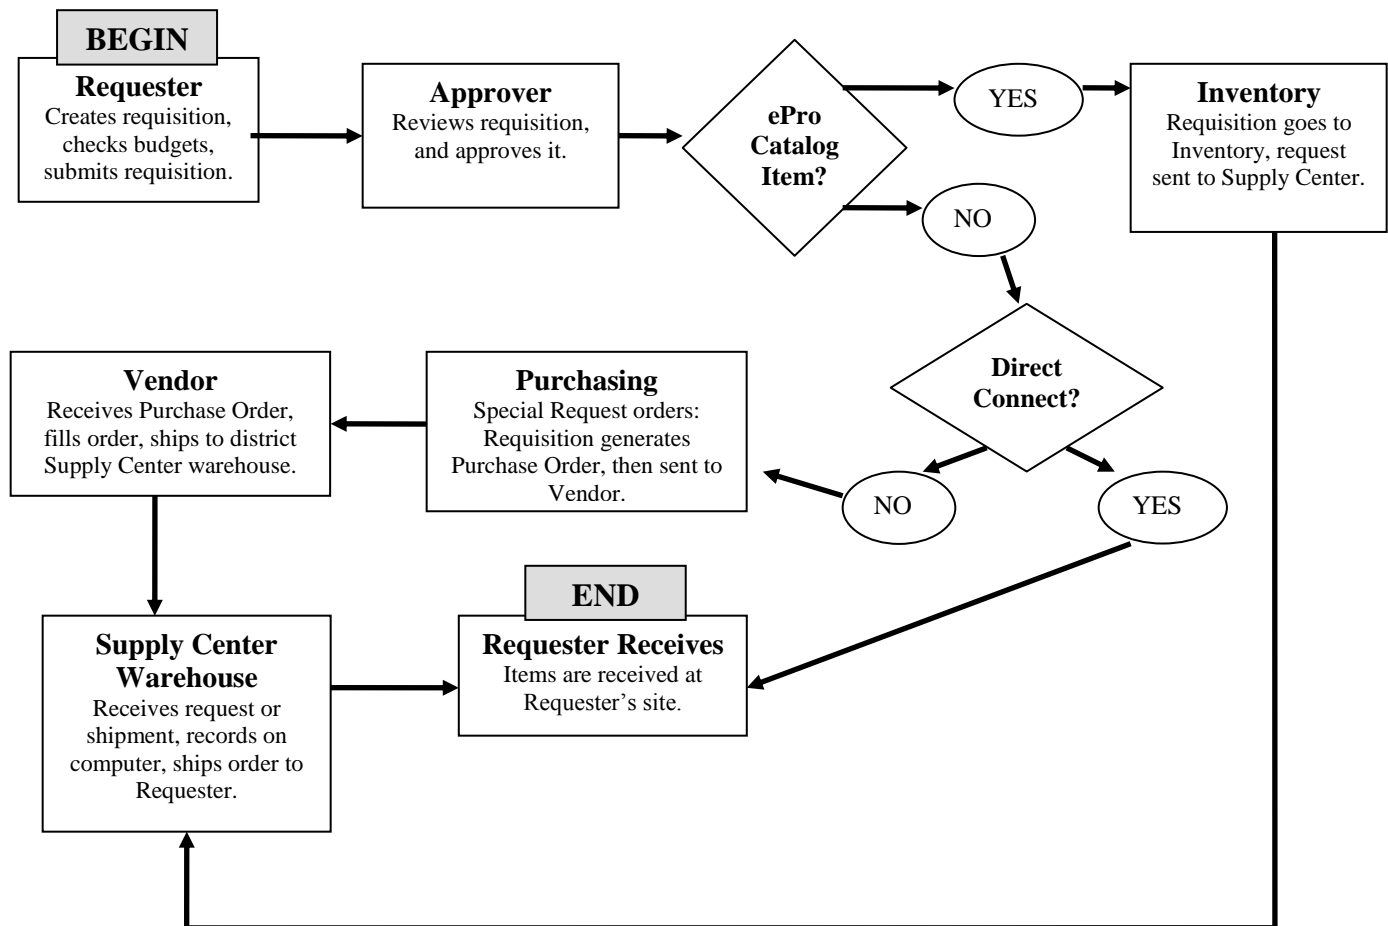 BEGIN
Requester
Creates requisition,
checks budgets,
submits requisition.
Approver
Reviews requisition,
and approves it.
ePro
Catalog
Item?
YES
Inventory
Requisition goes to
Inventory, request
sent to Supply Center.
NO
Direct
Connect?
NO
YES
Purchasing
Special Request orders:
Requisition generates
Purchase Order, then sent to
Vendor.
Vendor
Receives Purchase Order,
fills order, ships to district
Supply Center warehouse.
Supply Center
Warehouse
Receives request or
shipment, records on
computer, ships order to
Requester.
END
Requester Receives
Items are received at
Requester’s site.